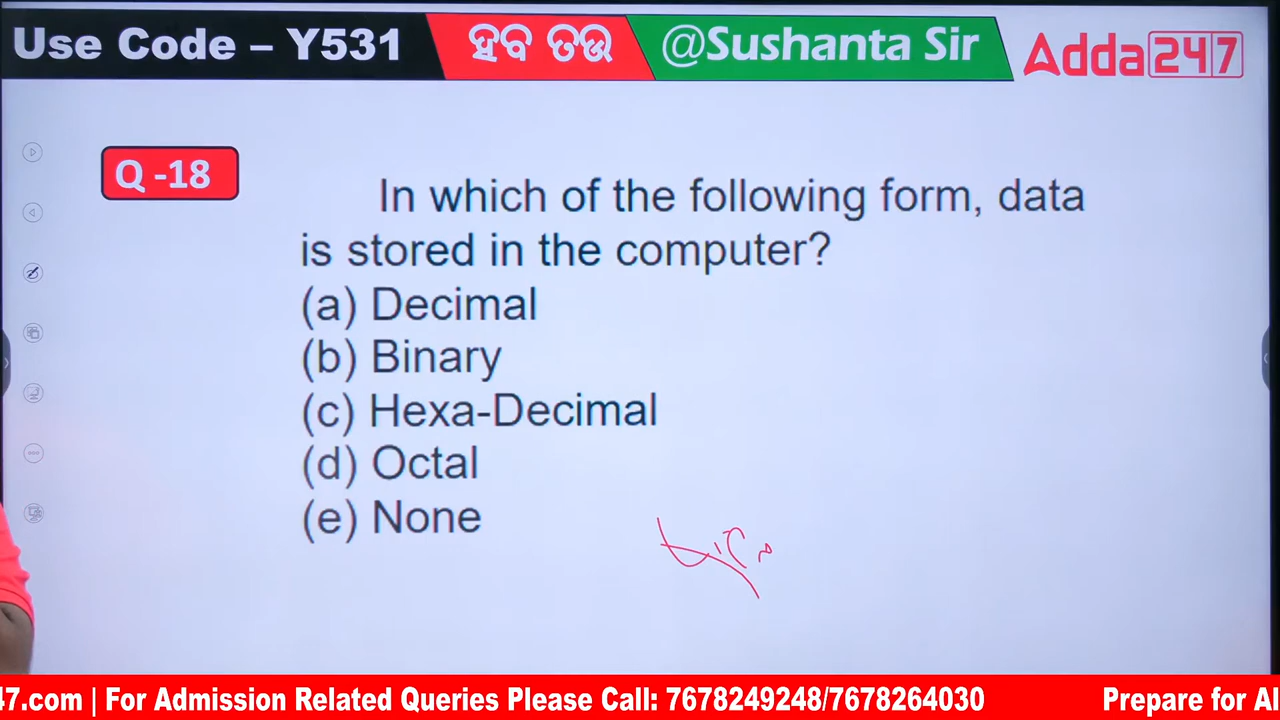 Use Code – Y531
ହବ ତଉ
@Sushanta Sir
Adda247
Q -18
In which of the following form, data
is stored in the computer?
(a) Decimal
(b) Binary
(c) Hexa-Decimal
(d) Octal
(e) None
47.com | For Admission Related Queries Please Call: 7678249248/7678264030
Prepare for Al